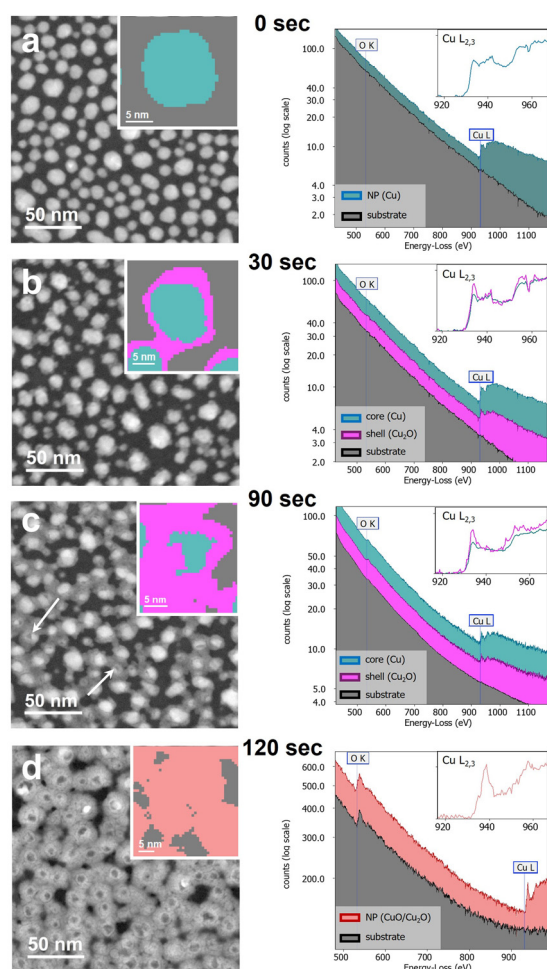 0 sec
a
5 nm
50 nm
counts (log scale)
100.0
40.0
30.0
20.0
10.0
4.0
3.0
2.0
O K
Cu L
Cu L2,3
920 940 960
NP (Cu)
substrate
500 600 700 800 900 1000 1100
Energy-Loss (eV)
30 sec
b
5 nm
50 nm
counts (log scale)
40.0
20.0
10.0
4.0
3.0
2.0
O K
Cu L
Cu L2,3
920 940 960
core (Cu)
shell (Cu2O)
substrate
500 600 700 800 900 1000 1100
Energy-Loss (eV)
90 sec
c
5 nm
50 nm
counts (log scale)
100.0
50.0
30.0
20.0
10.0
5.0
4.0
O K
Cu L
Cu L2,3
920 940 960
core (Cu)
shell (Cu2O)
substrate
500 600 700 800 900 1000 1100
Energy-Loss (eV)
120 sec
d
5 nm
50 nm
counts (log scale)
600.0
500.0
400.0
300.0
200.0
O K
Cu L
Cu L2,3
920 940 960
NP (CuO/Cu2O)
substrate
500 600 700 800 900
Energy-Loss (eV)